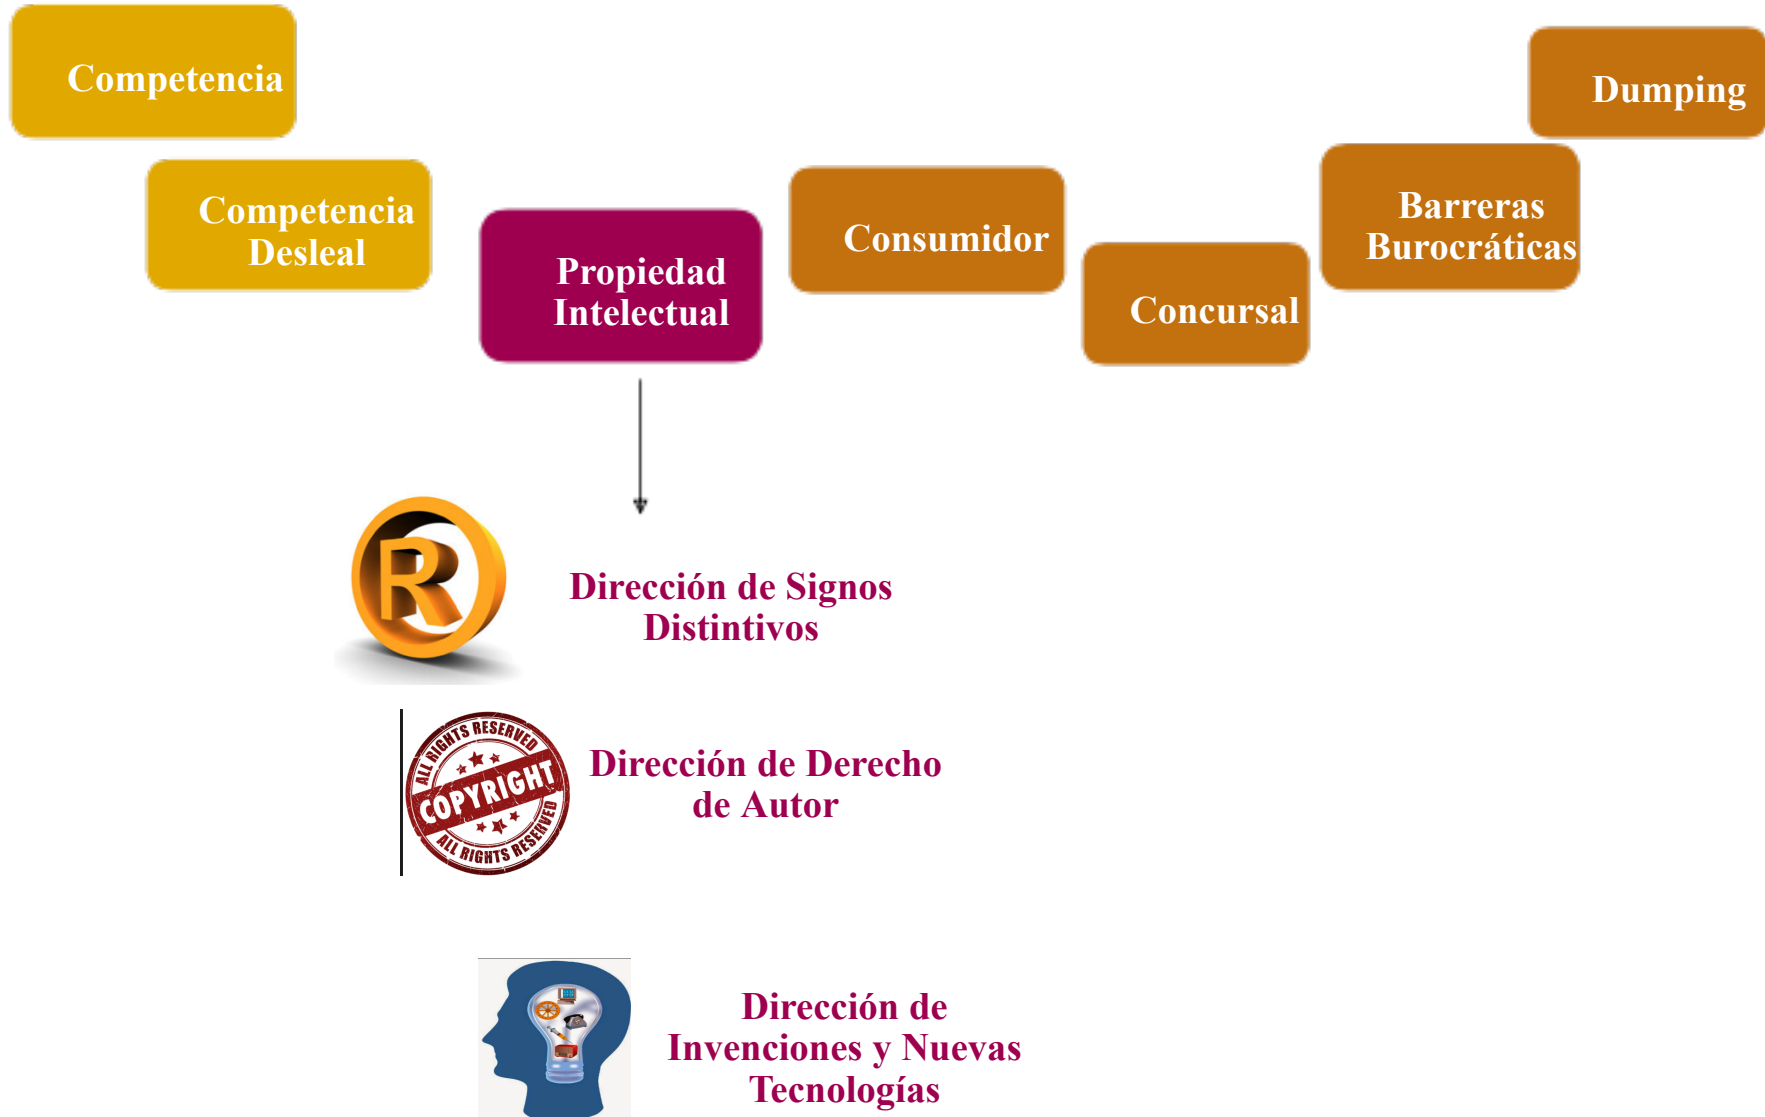 Competencia
Competencia
Desleal
Propiedad
Intelectual
Consumidor
Concursal
Barreras
Burocráticas
Dumping
R
Dirección de Signos
Distintivos
ALL RIGHTS RESERVED
COPYRIGHT
ALL RIGHTS RESERVED
Dirección de Derecho
de Autor
Dirección de
Invenciones y Nuevas
Tecnologías